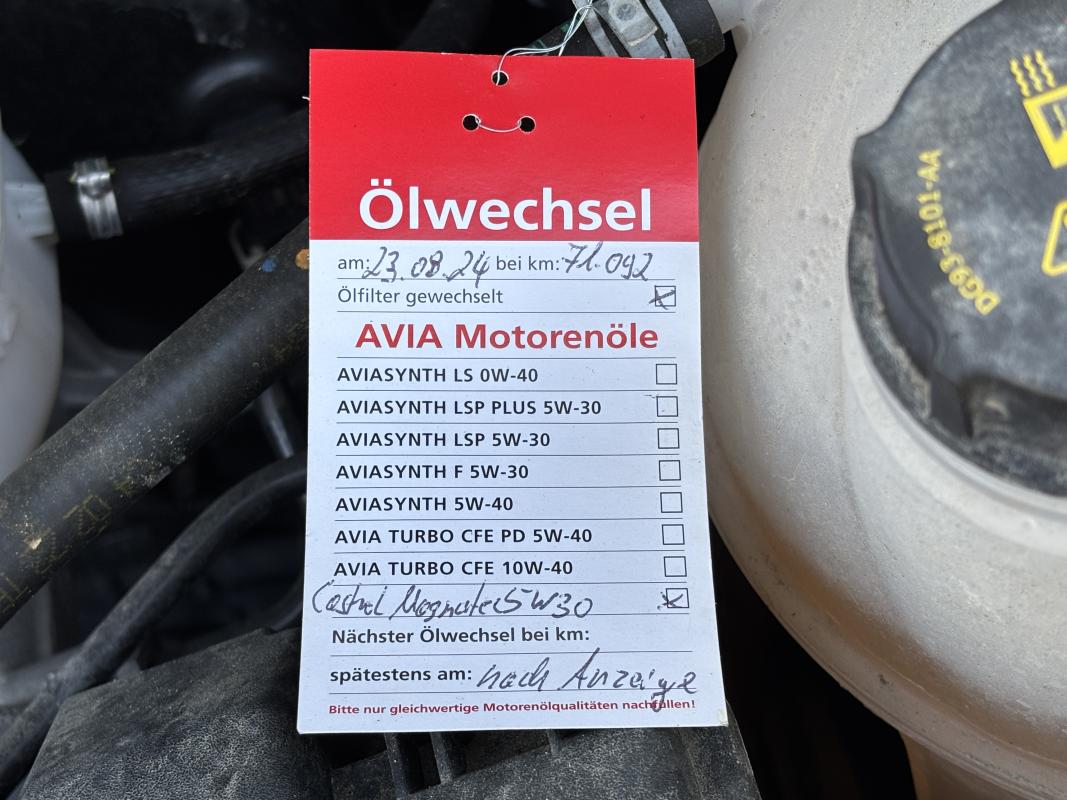 Ölwechsel
am: 23.08.24 bei km: 71.092
Ölfilter gewechselt
AVIA Motorenöle
AVIASYNTH LS 0W-40
AVIASYNTH LSP PLUS 5W-30
AVIASYNTH LSP 5W-30
AVIASYNTH F 5W-30
AVIASYNTH 5W-40
AVIA TURBO CFE PD 5W-40
AVIA TURBO CFE 10W-40
Castrol Magnatec 5W30
Nächster Ölwechsel bei km:
spätestens am: nach Anzeige
Bitte nur gleichwertige Motorenölqualitäten nachfüllen!
DG93-8101-AA